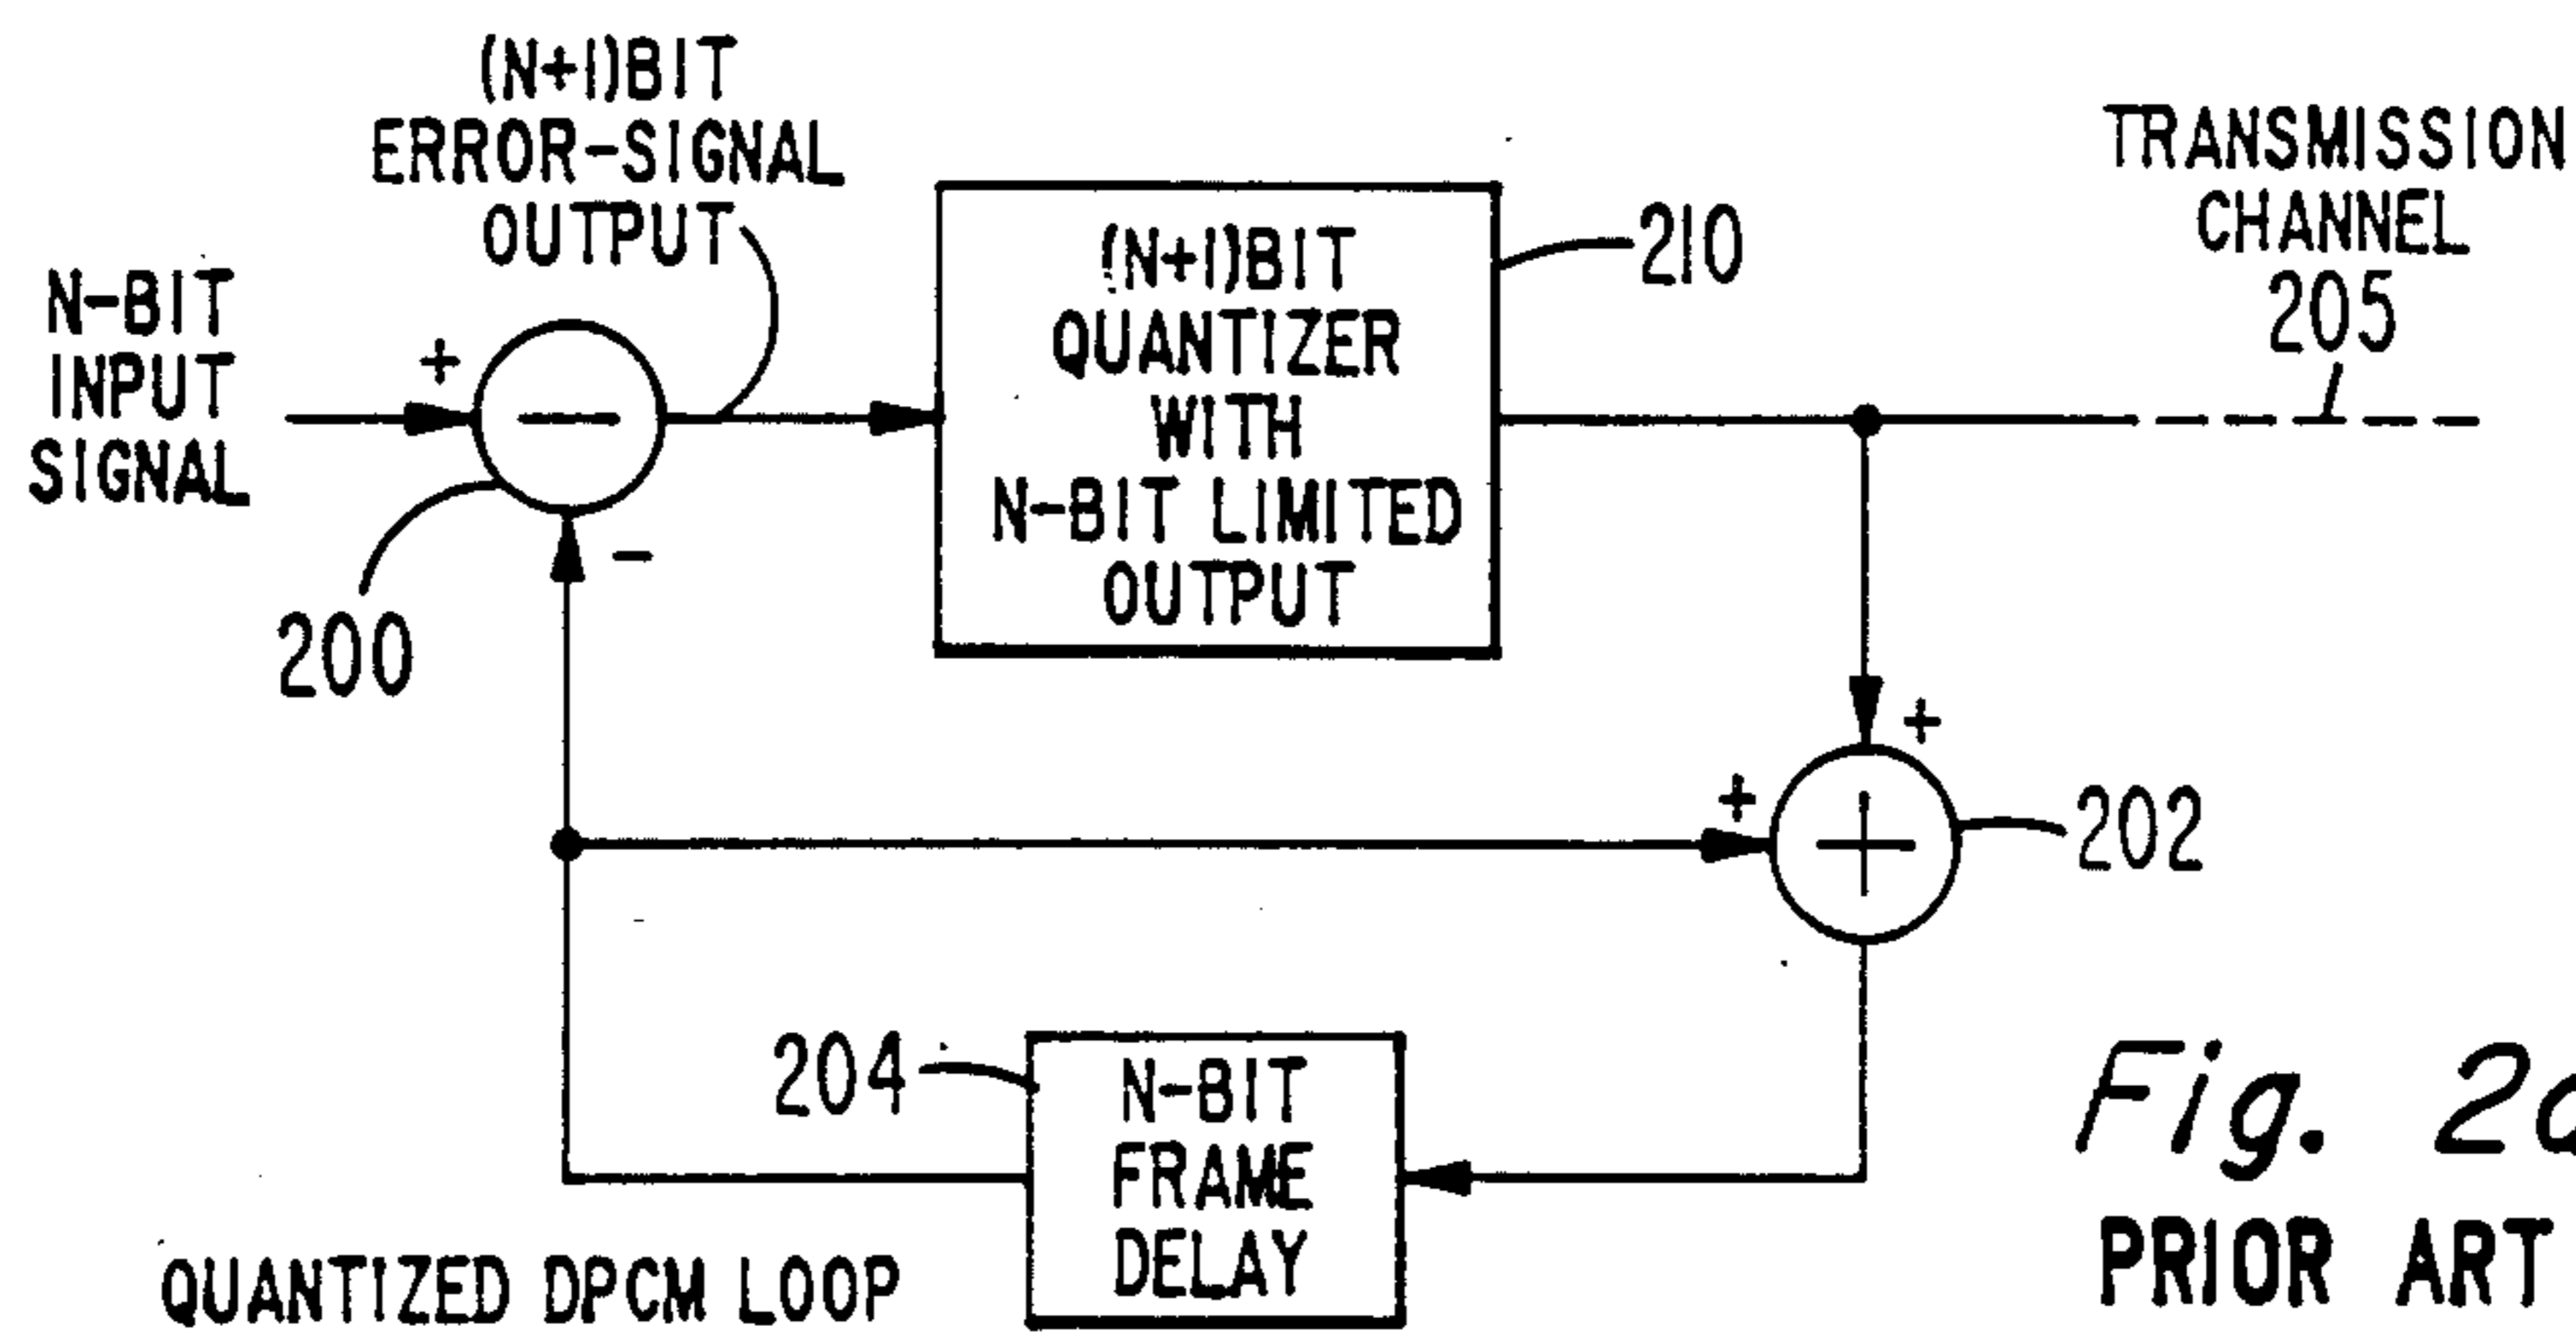 (N+1)BIT
ERROR-SIGNAL
OUTPUT
N-BIT
INPUT
SIGNAL
+
−
-
200
(N+1)BIT
QUANTIZER
WITH
N-BIT LIMITED
OUTPUT
210
TRANSMISSION
CHANNEL
205
+
+
+
202
204
N-BIT
FRAME
DELAY
QUANTIZED DPCM LOOP
Fig.
PRIOR ART